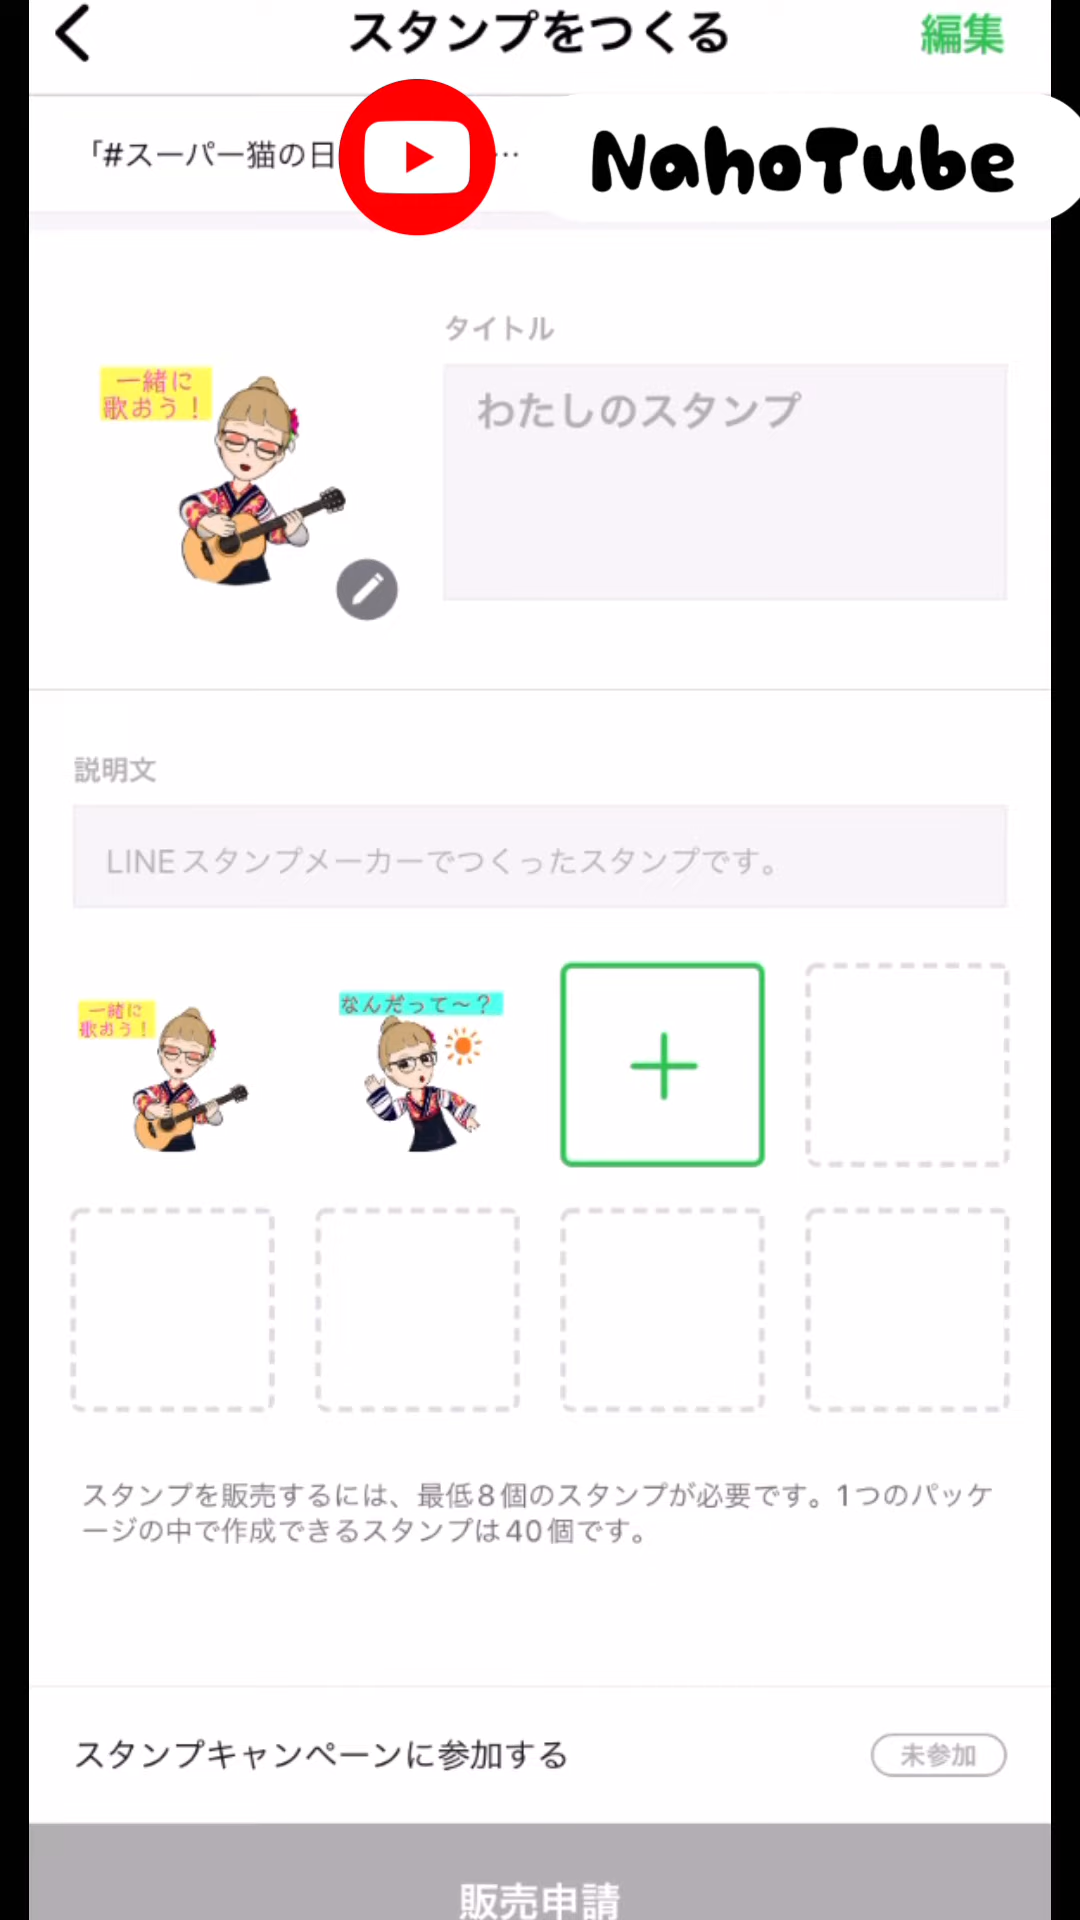 スタンプをつくる
編集
「#スーパー猫の日
…
NahoTube
タイトル
一緒に
歌おう!
わたしのスタンプ
説明文
LINEスタンプメーカーでつくったスタンプです。
一緒に
歌おう!
なんだって〜?
スタンプを販売するには、最低8個のスタンプが必要です。1つのパッケ
ージの中で作成できるスタンプは40個です。
スタンプキャンペーンに参加する
未参加
販売申請